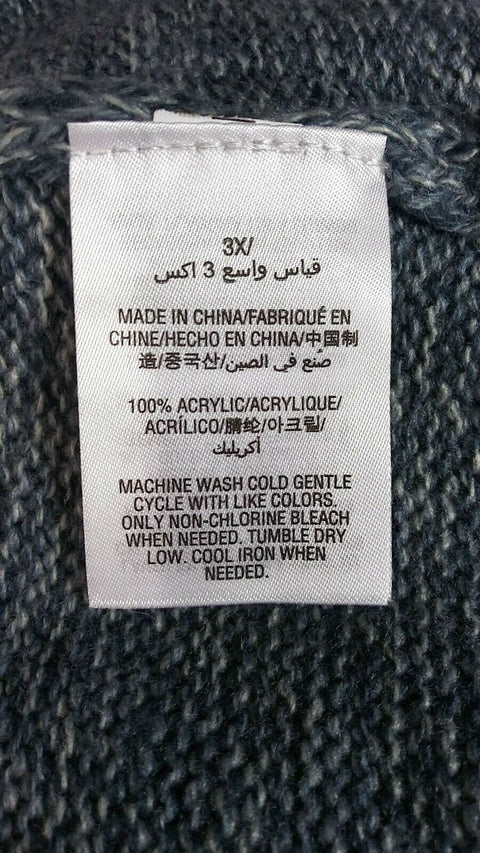 3X/
قياس واسع 3 اكس
MADE IN CHINA/FABRIQUÉ EN
CHINE/HECHO EN CHINA/中国制
造/중국산/صُنع في الصين
100% ACRYLIC/ACRYLIQUE/
ACRÍLICO/腈纶/아크릴/
أكريليك
MACHINE WASH COLD GENTLE
CYCLE WITH LIKE COLORS.
ONLY NON-CHLORINE BLEACH
WHEN NEEDED. TUMBLE DRY
LOW. COOL IRON WHEN
NEEDED.